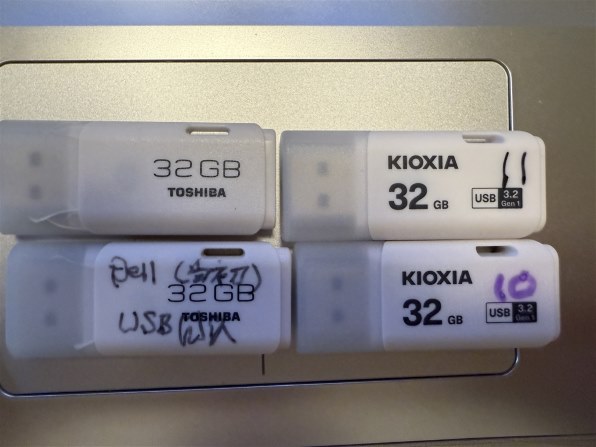 32GB
TOSHIBA
KIOXIA
11
32 GB
USB 3.2
Gen 1
Dell
32GB
USB
TOSHIBA
KIOXIA
10
32 GB
USB 3.2
Gen 1